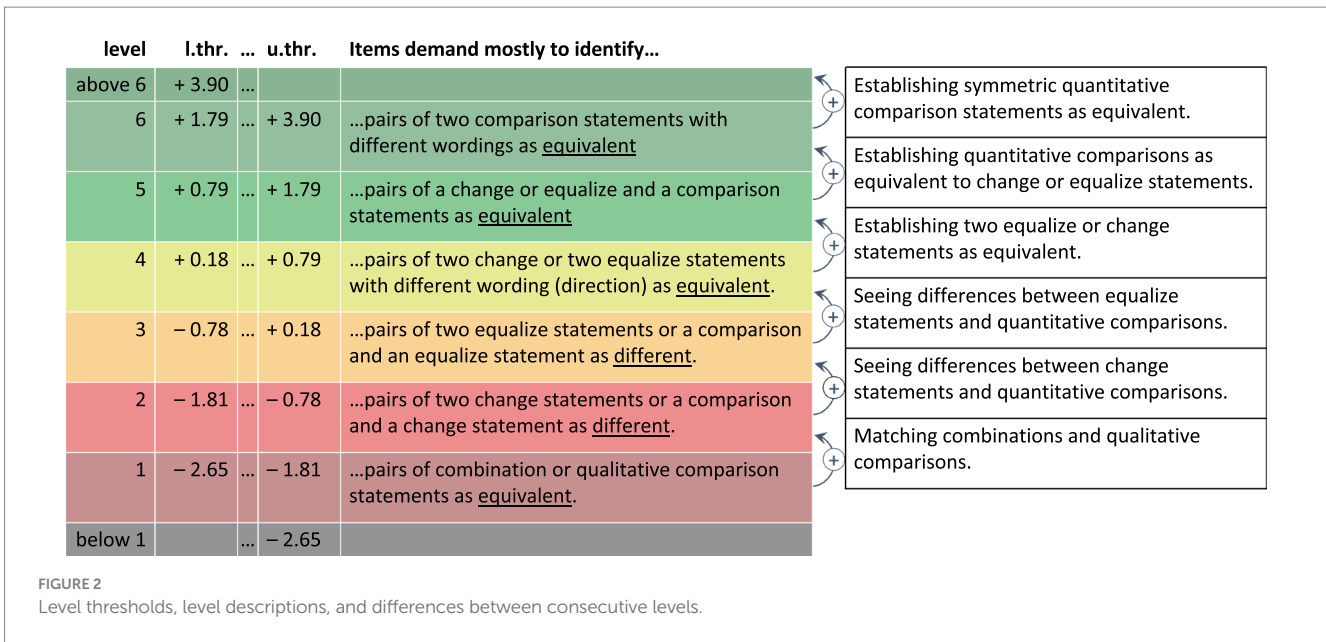 level l.thr. ... u.thr. Items demand mostly to identify...
above 6 + 3.90 ...
6 + 1.79 ... + 3.90 ...pairs of two comparison statements with
different wordings as equivalent
5 + 0.79 ... + 1.79 ...pairs of a change or equalize and a comparison
statements as equivalent
4 + 0.18 ... + 0.79 ...pairs of two change or two equalize statements
with different wording (direction) as equivalent.
3 – 0.78 ... + 0.18 ...pairs of two equalize statements or a comparison
and an equalize statement as different.
2 – 1.81 ... – 0.78 ...pairs of two change statements or a comparison
and a change statement as different.
1 – 2.65 ... – 1.81 ...pairs of combination or qualitative comparison
statements as equivalent.
below 1 ... – 2.65
+ Establishing symmetric quantitative
comparison statements as equivalent.
+ Establishing quantitative comparisons as
equivalent to change or equalize statements.
+ Establishing two equalize or change
statements as equivalent.
+ Seeing differences between equalize
statements and quantitative comparisons.
+ Seeing differences between change
statements and quantitative comparisons.
+ Matching combinations and qualitative
comparisons.
FIGURE 2
Level thresholds, level descriptions, and differences between consecutive levels.